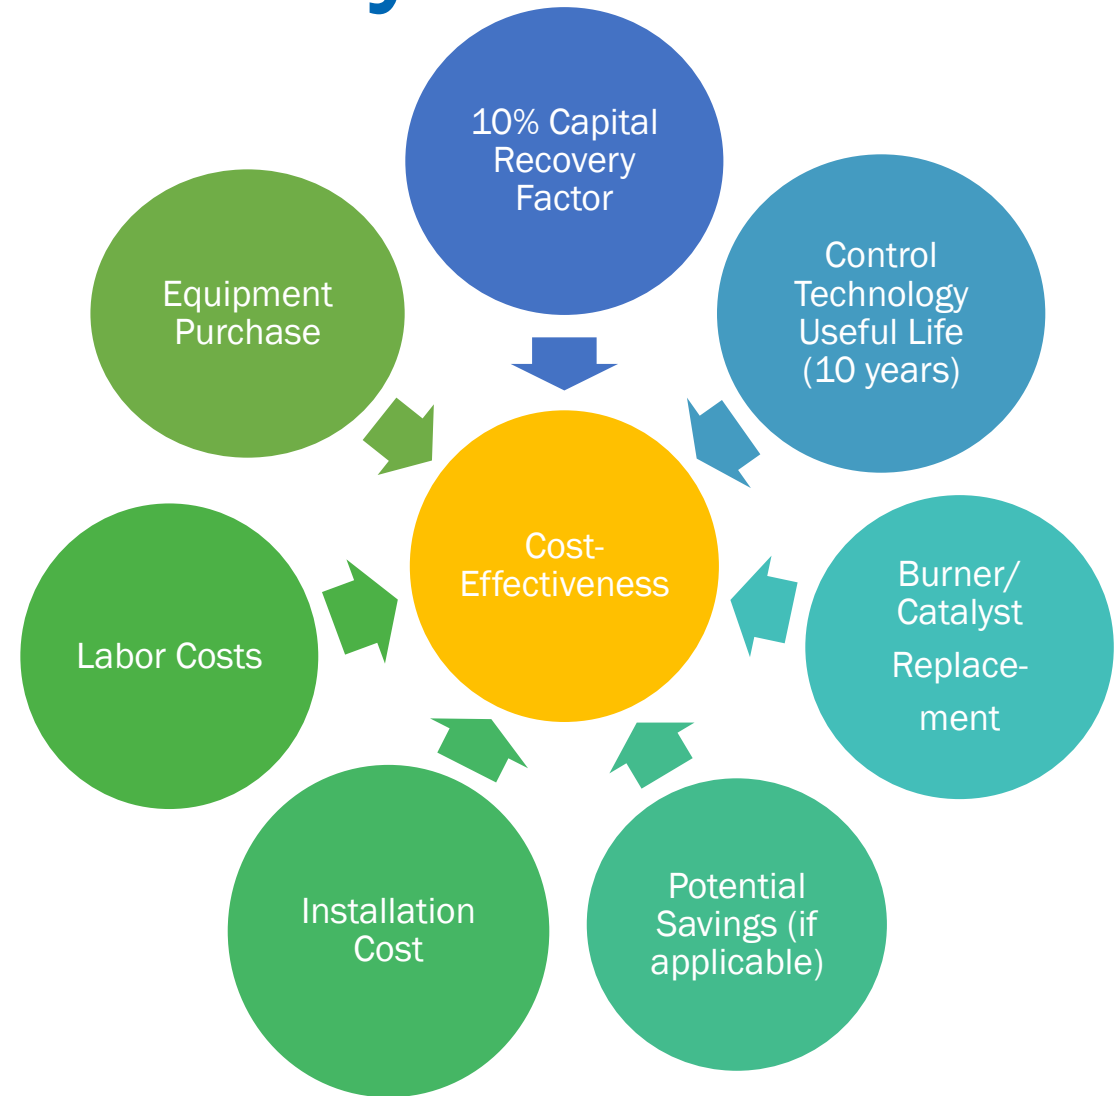 10% Capital
Recovery
Factor
Control
Technology
Useful Life
(10 years)
Burner/
Catalyst
Replace-
ment
Potential
Savings (if
applicable)
Installation
Cost
Labor Costs
Equipment
Purchase
Cost-
Effectiveness